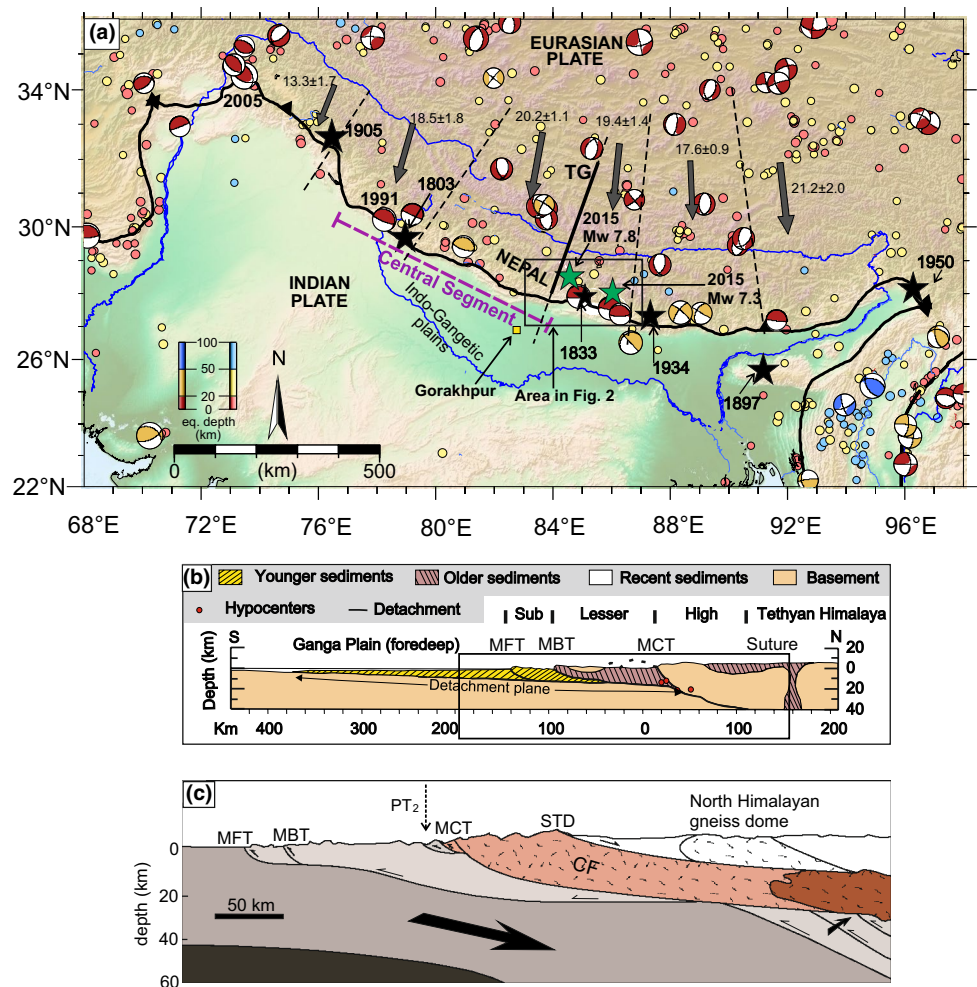 (a)
EURASIAN
PLATE
34°N
30°N
26°N
22°N
2005
13.3±1.7
1905
18.5±1.8
20.2±1.1
19.4±1.4
17.6±0.9
21.2±2.0
TG
1803
1991
2015
Mw 7.8
NEPAL
2015
Mw 7.3
1950
INDIAN
PLATE
Central Segment
Indo-Gangetic
plains
1833
1934
1897
Gorakhpur
Area in Fig. 2
N
100
50
20
0
100
50
20
0
eq. depth
(km)
0 (km) 500
68°E 72°E 76°E 80°E 84°E 88°E 92°E 96°E
(b)
Younger sediments Older sediments Recent sediments Basement
Hypocenters Detachment Sub Lesser High Tethyan Himalaya
S Ganga Plain (foredeep) MFT MBT MCT Suture N
Depth (km)
Detachment plane
20
0
20
40
Km 400 300 200 100 0 100 200
(c)
PT2
MFT MBT MCT STD
North Himalayan
gneiss dome
CF
depth (km)
0
20
40
60
50 km